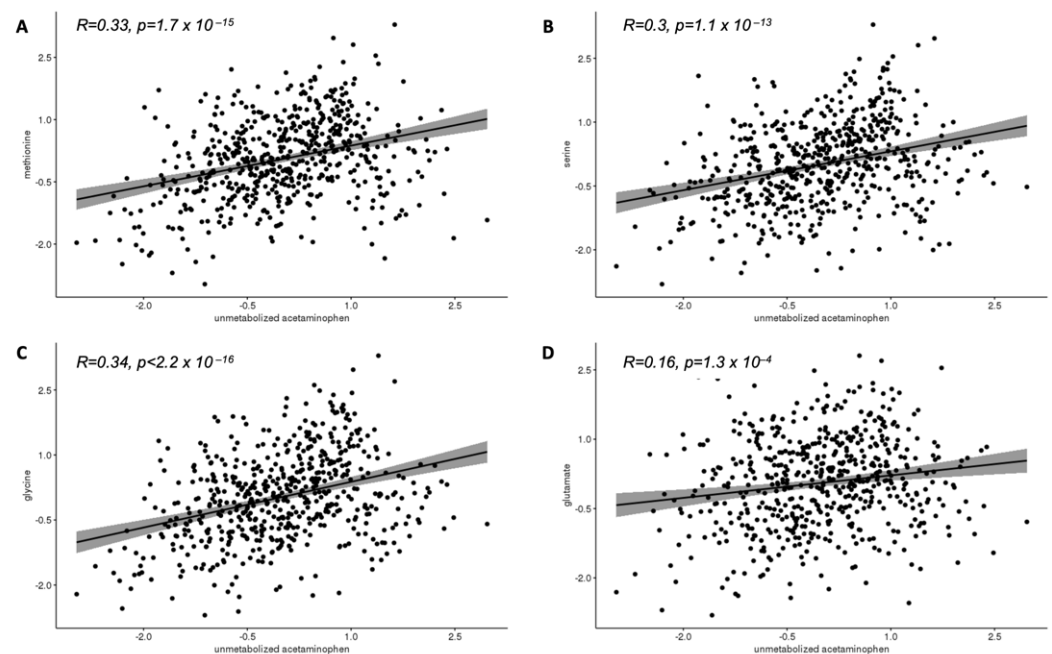 A
R=0.33, p=1.7 x 10⁻¹⁵
2.5
1.0
-0.5
-2.0
methionine
-2.0 -0.5 1.0 2.5
unmetabolized acetaminophen
B
R=0.3, p=1.1 x 10⁻¹³
2.5
1.0
-0.5
-2.0
serine
-2.0 -0.5 1.0 2.5
unmetabolized acetaminophen
C
R=0.34, p<2.2 x 10⁻¹⁶
2.5
1.0
-0.5
-2.0
glycine
-2.0 -0.5 1.0 2.5
unmetabolized acetaminophen
D
R=0.16, p=1.3 x 10⁻⁴
2.5
1.0
-0.5
-2.0
glutamate
-2.0 -0.5 1.0 2.5
unmetabolized acetaminophen